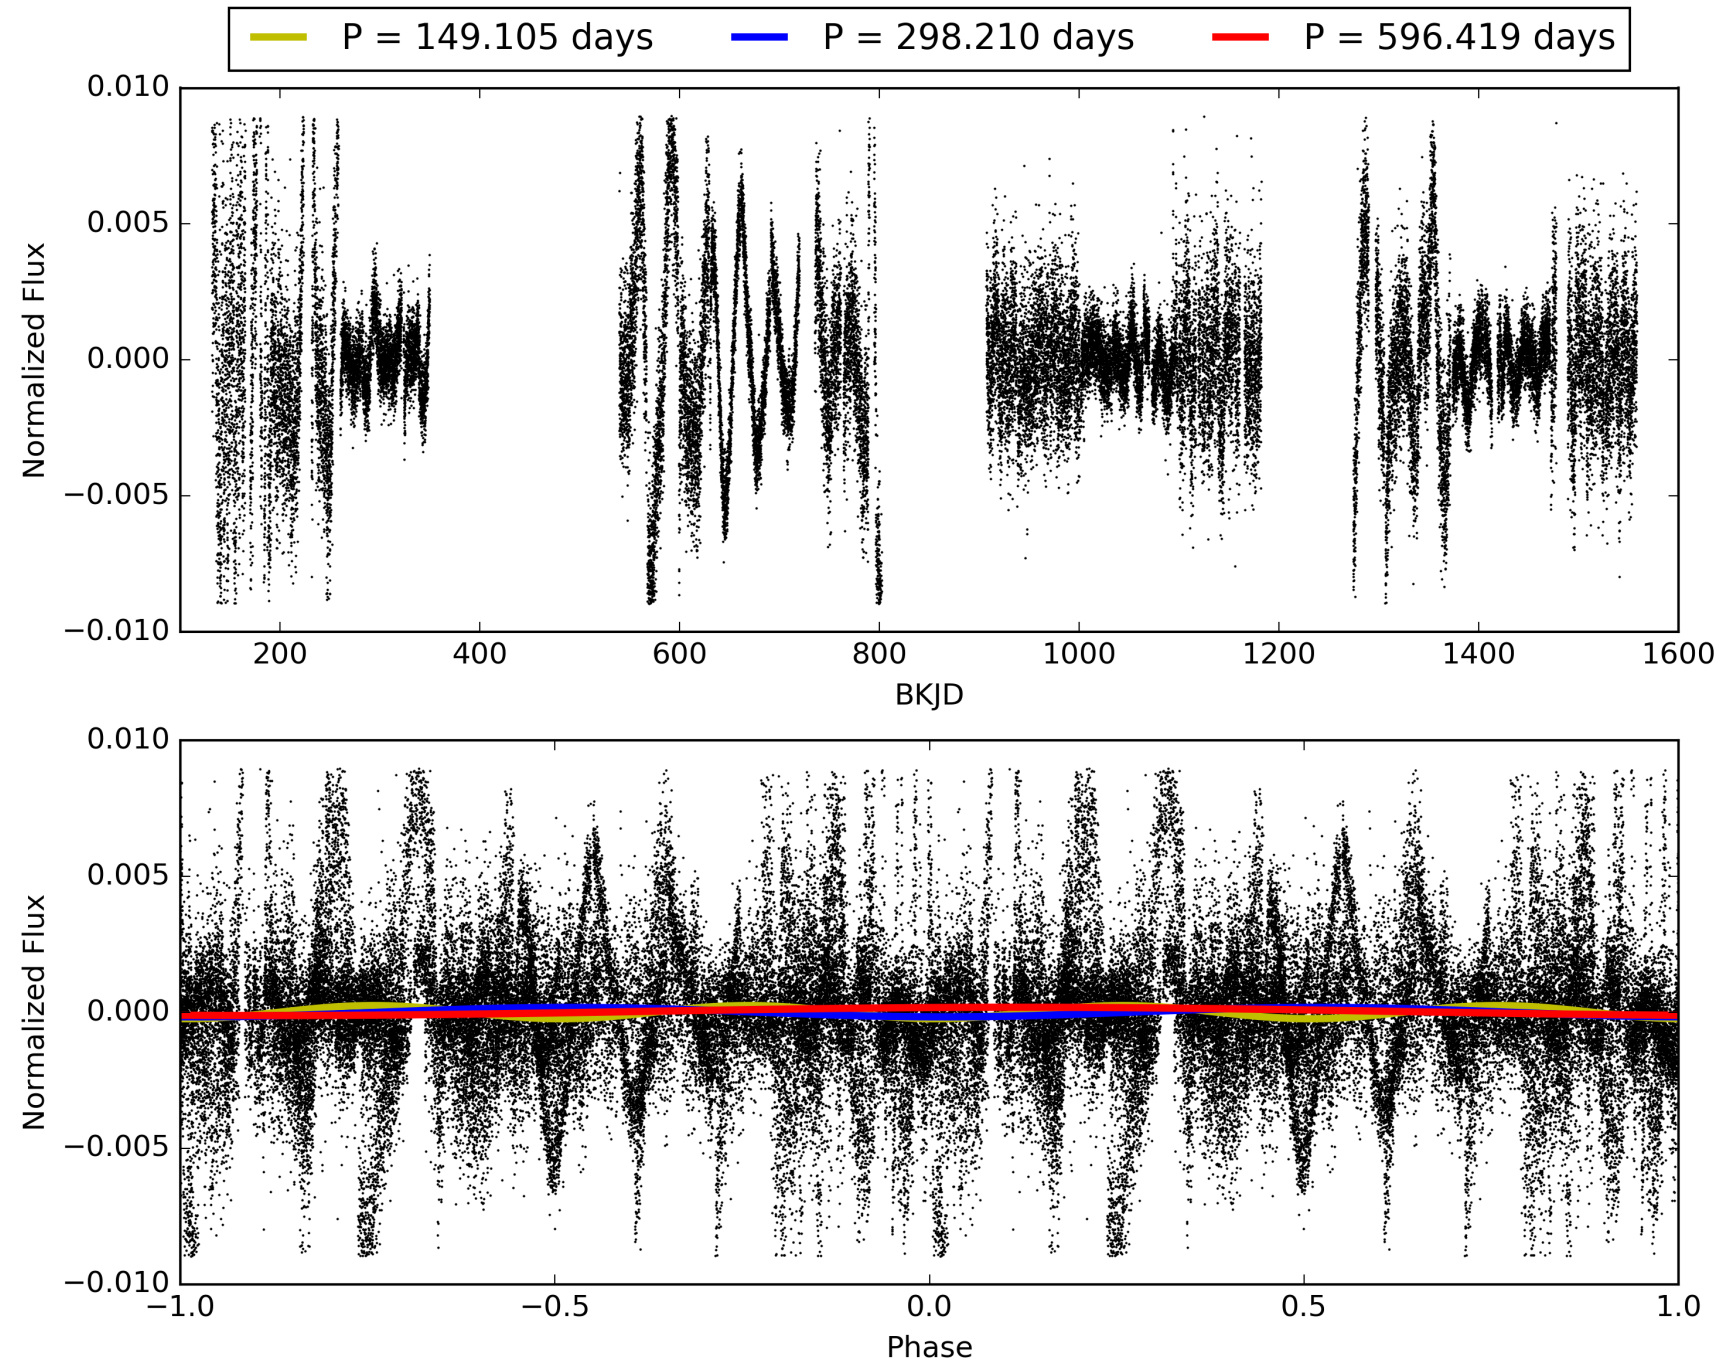 P = 149.105 days P = 298.210 days P = 596.419 days
0.010
0.005
0.000
−0.005
−0.010
Normalized Flux
200 400 600 800 1000 1200 1400 1600
BKJD
0.010
0.005
0.000
−0.005
−0.010
Normalized Flux
−1.0 −0.5 0.0 0.5 1.0
Phase